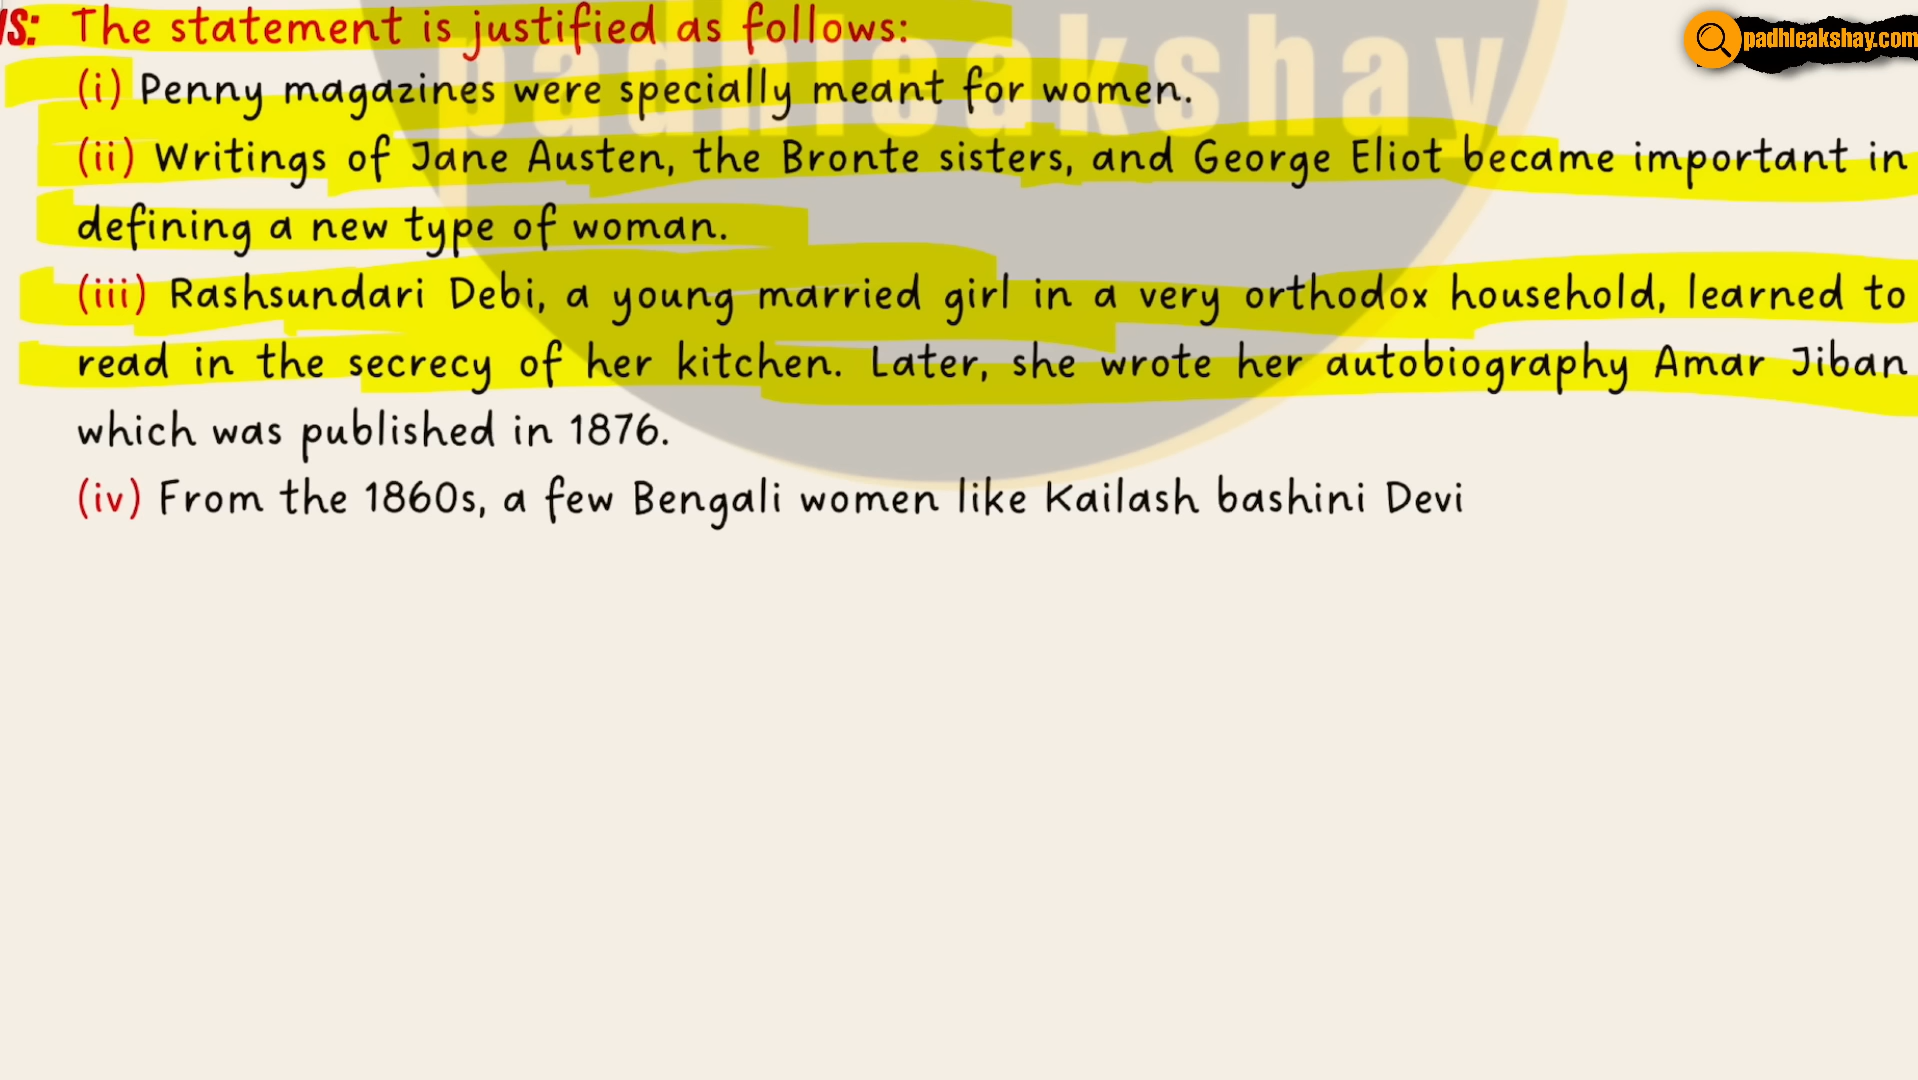 padhleakshay.com
NS: The statement is justified as follows:
padhleakshay
(i) Penny magazines were specially meant for women.
(ii) Writings of Jane Austen, the Bronte sisters, and George Eliot became important in
defining a new type of woman.
(iii) Rashsundari Debi, a young married girl in a very orthodox household, learned to
read in the secrecy of her kitchen. Later, she wrote her autobiography Amar Jiban
which was published in 1876.
(iv) From the 1860s, a few Bengali women like Kailash bashini Devi